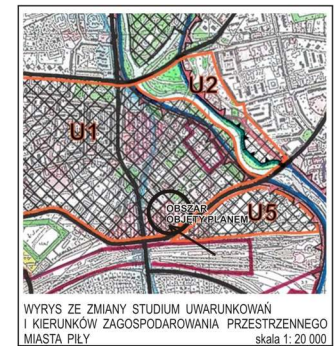 U2
U1
OBSZAR
OBJĘTY PLANEM
U5
WYRYS ZE ZMIANY STUDIUM UWARUNKOWAŃ
I KIERUNKÓW ZAGOSPODAROWANIA PRZESTRZENNEGO
MIASTA PIŁY skala 1: 20 000